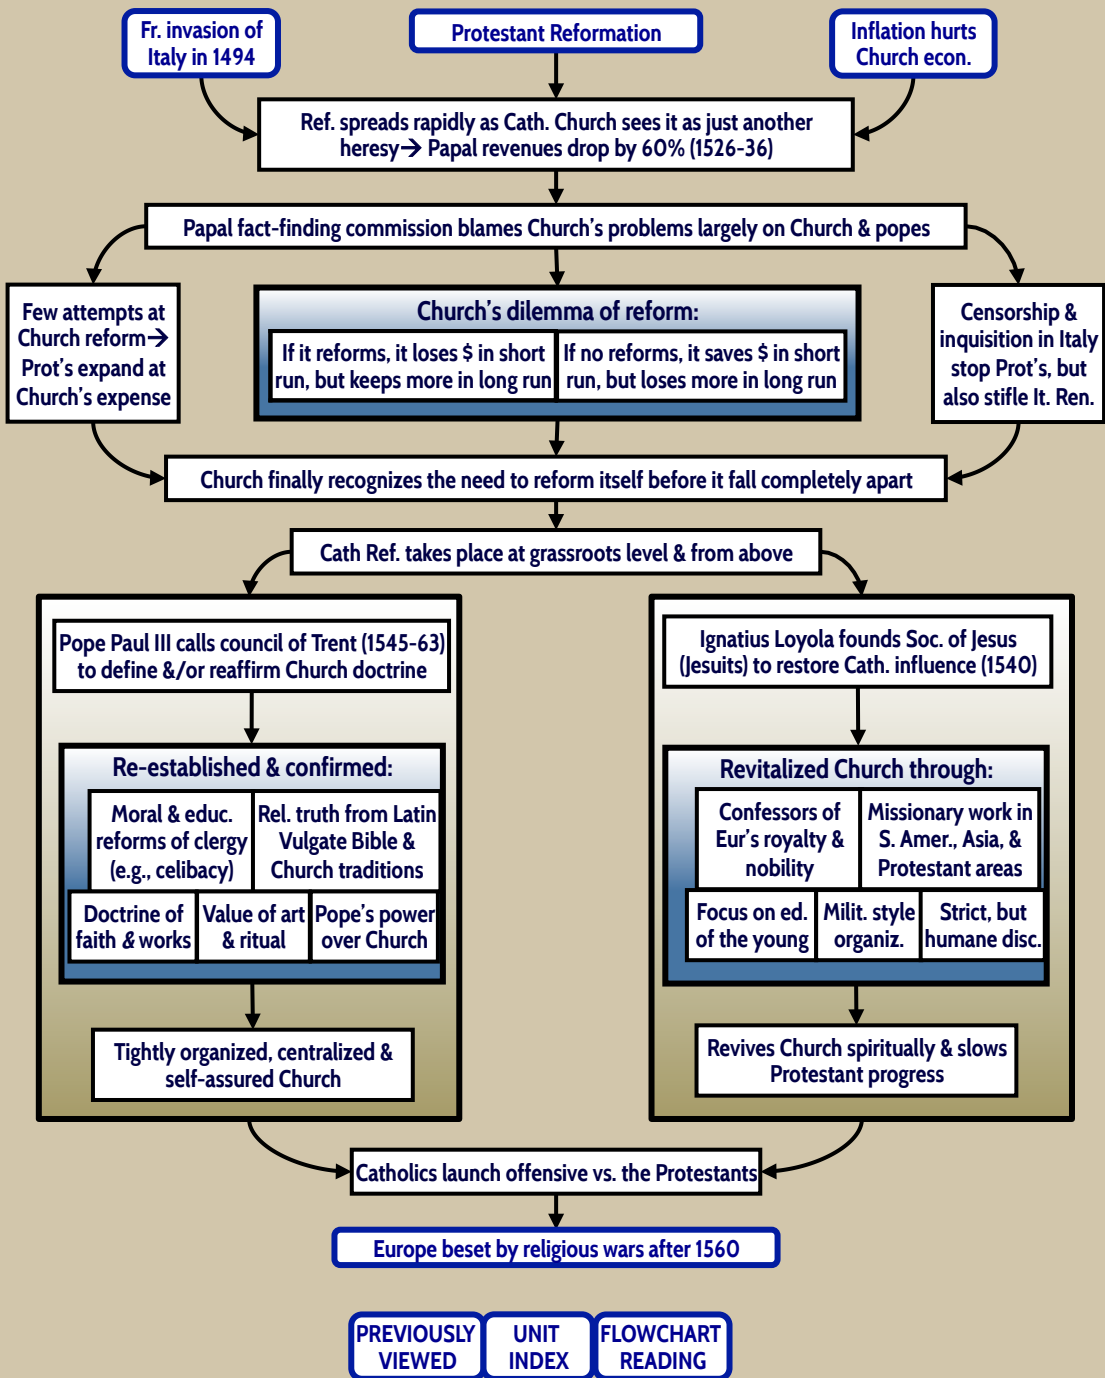 Fr. invasion of
Italy in 1494
Protestant Reformation
Inflation hurts
Church econ.
Ref. spreads rapidly as Cath. Church sees it as just another
heresy→ Papal revenues drop by 60% (1526-36)
Papal fact-finding commission blames Church's problems largely on Church & popes
Few attempts at
Church reform→
Prot's expand at
Church's expense
Church's dilemma of reform:
If it reforms, it loses $ in short
run, but keeps more in long run
If no reforms, it saves $ in short
run, but loses more in long run
Censorship &
inquisition in Italy
stop Prot's, but
also stifle It. Ren.
Church finally recognizes the need to reform itself before it fall completely apart
Cath Ref. takes place at grassroots level & from above
Pope Paul III calls council of Trent (1545-63)
to define &/or reaffirm Church doctrine
Re-established & confirmed:
Moral & educ.
reforms of clergy
(e.g., celibacy)
Rel. truth from Latin
Vulgate Bible &
Church traditions
Doctrine of
faith & works
Value of art
& ritual
Pope's power
over Church
Tightly organized, centralized &
self-assured Church
Ignatius Loyola founds Soc. of Jesus
(Jesuits) to restore Cath. influence (1540)
Revitalized Church through:
Confessors of
Eur's royalty &
nobility
Missionary work in
S. Amer., Asia, &
Protestant areas
Focus on ed.
of the young
Milit. style
organiz.
Strict, but
humane disc.
Revives Church spiritually & slows
Protestant progress
Catholics launch offensive vs. the Protestants
Europe beset by religious wars after 1560
PREVIOUSLY
VIEWED
UNIT
INDEX
FLOWCHART
READING